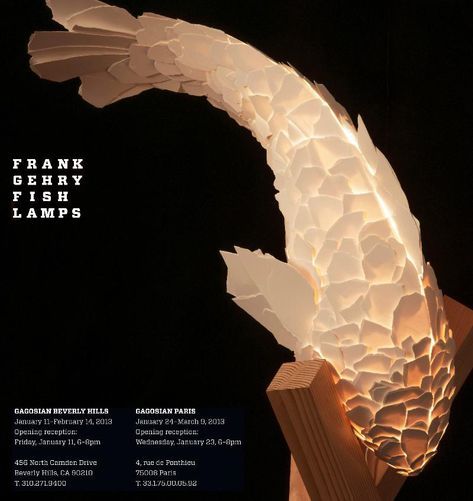 FRANK
GEHRY
FISH
LAMPS
GAGOSIAN BEVERLY HILLS
January 11–February 14, 2013
Opening reception:
Friday, January 11, 6–8pm
456 North Camden Drive
Beverly Hills, CA 90210
T. 310.271.9400
GAGOSIAN PARIS
January 24–March 9, 2013
Opening reception:
Wednesday, January 23, 6–8pm
4, rue de Ponthieu
75008 Paris
T. 33.1.75.00.05.92